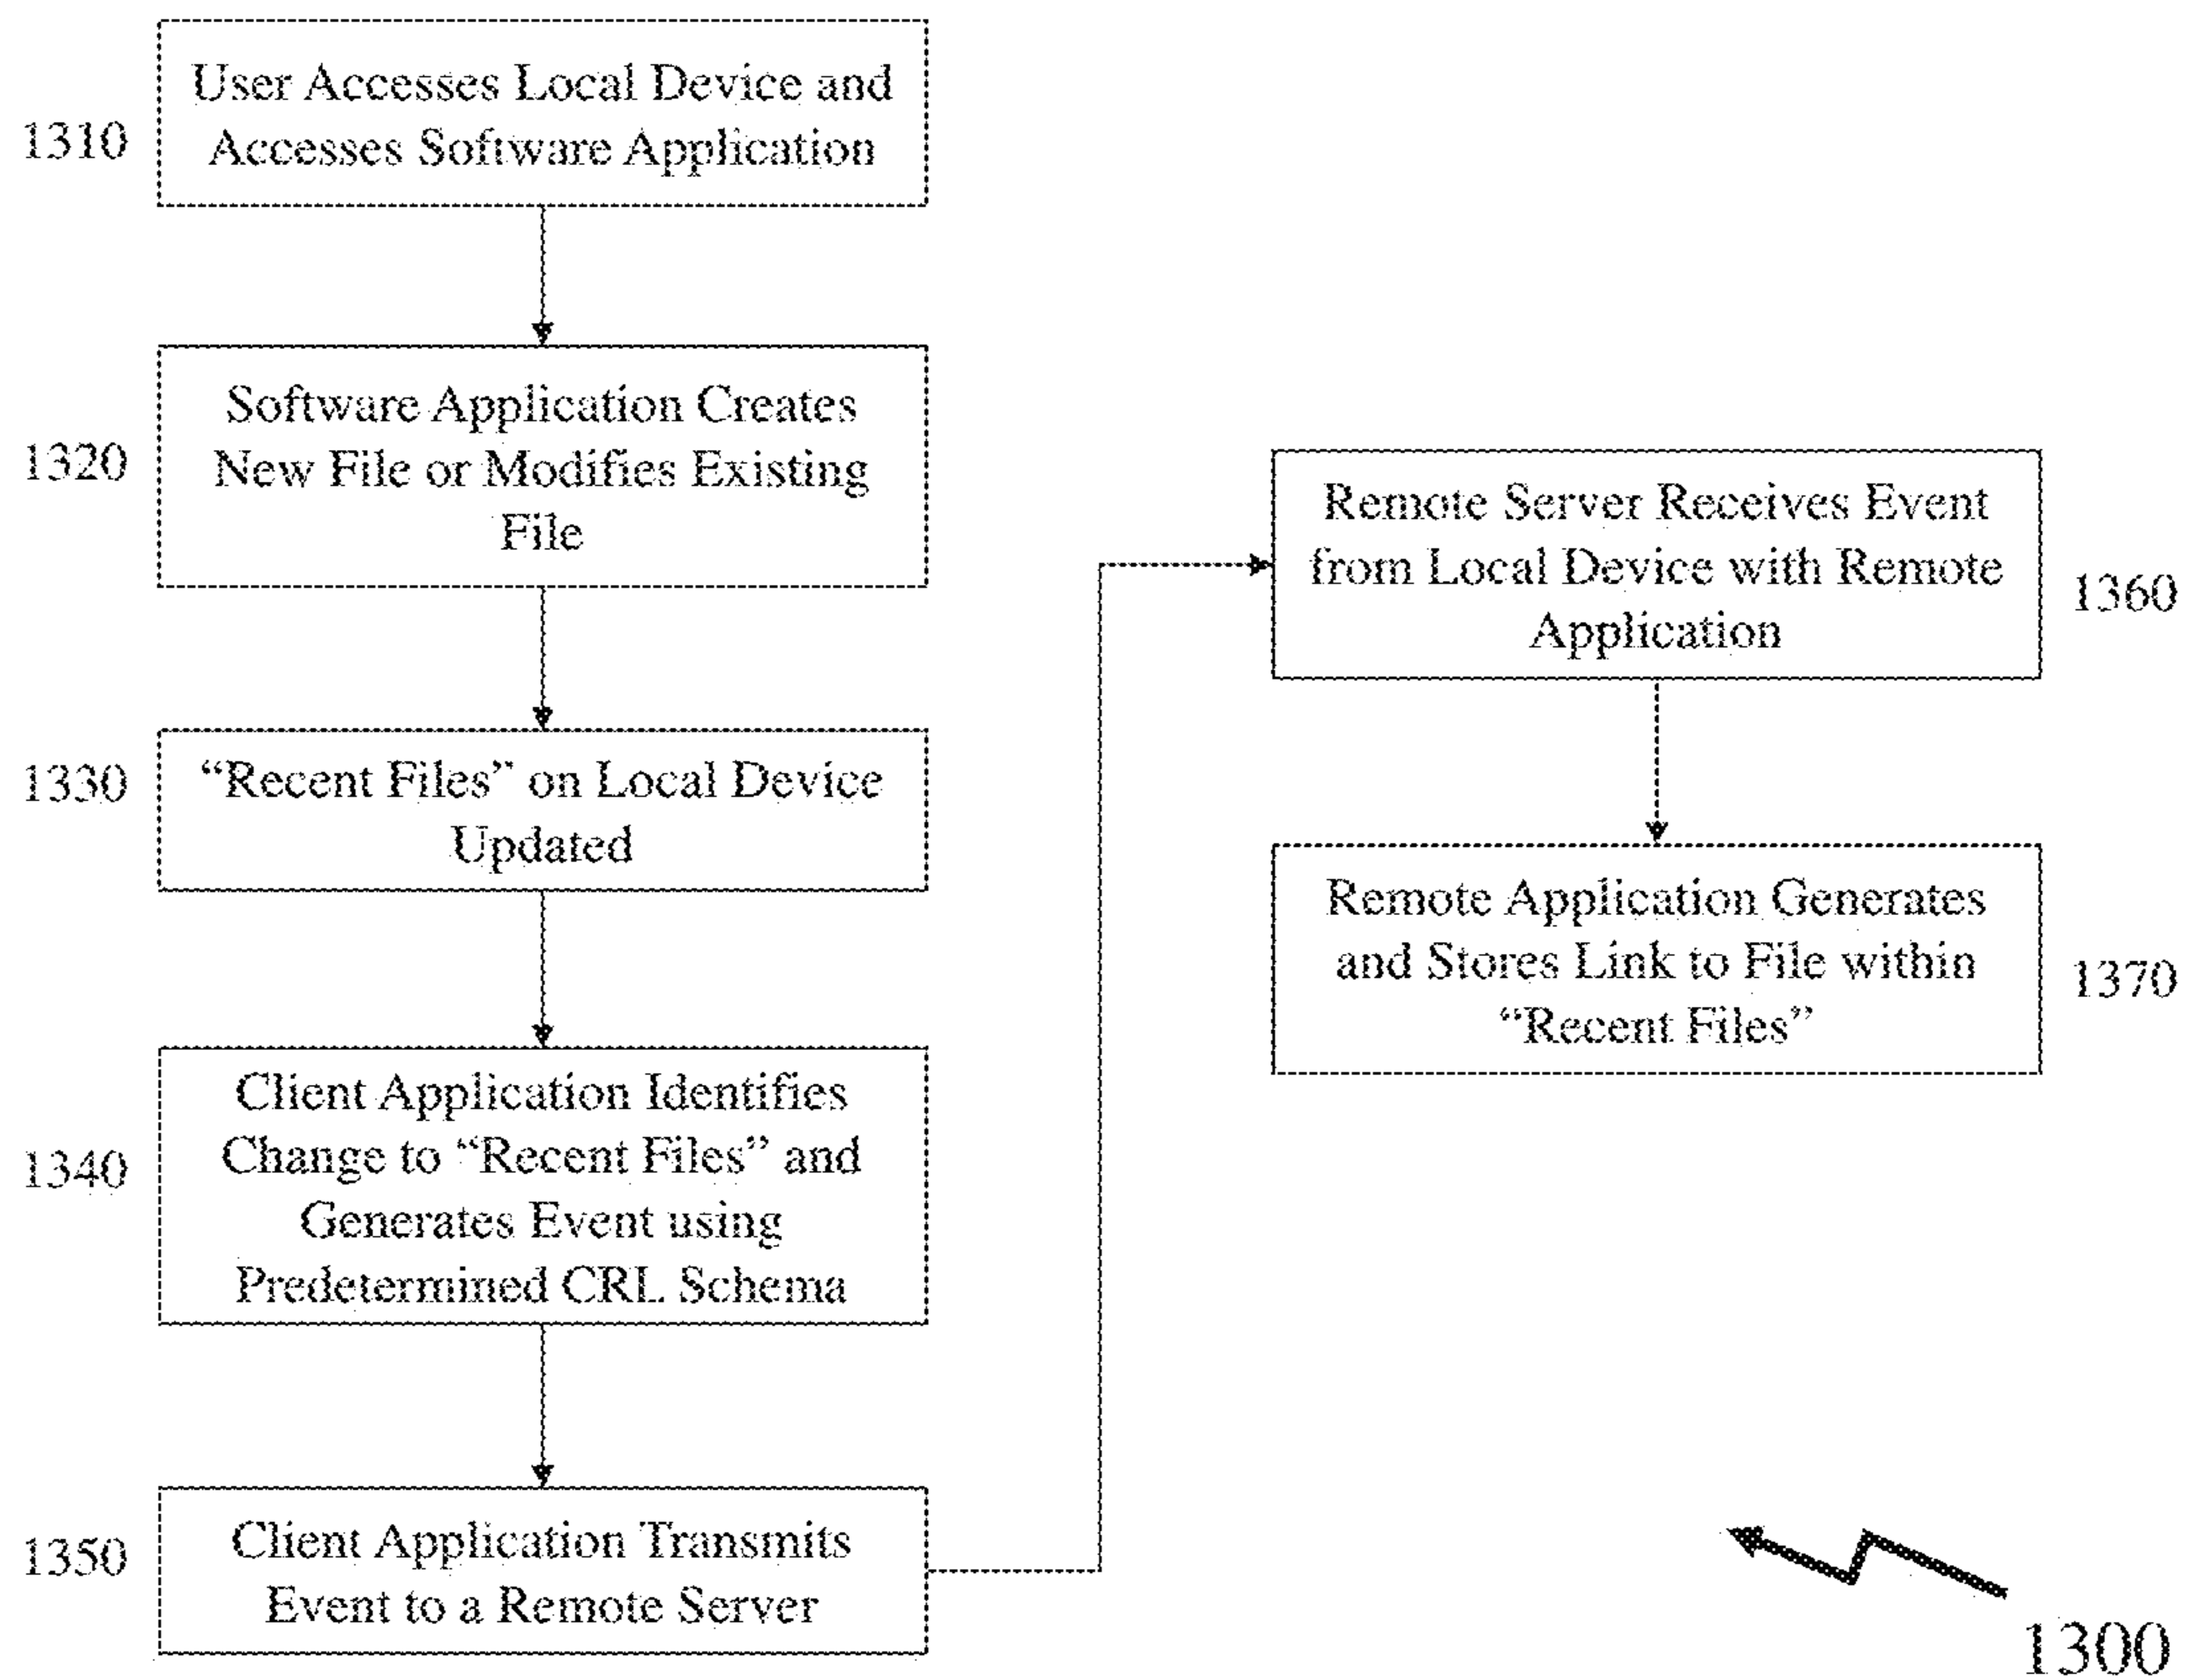 User Accesses Local Device and
1310
Accesses Software Application
Software Application Creates
1320
New File or Modifies Existing
File
1330
“Recent Files” on Local Device
Updated
Client Application Identifies
1340
Change to “Recent Files” and
Generates Event using
Predetermined CRL Schema
1350
Client Application Transmits
Event to a Remote Server
Remote Server Receives Event
from Local Device with Remote
1360
Application
Remote Application Generates
and Stores Link to File within
1370
“Recent Files”
1300